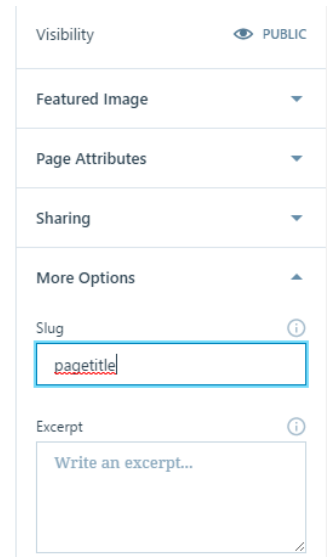 Visibility PUBLIC
Featured Image
Page Attributes
Sharing
More Options
Slug
pagetitle
Excerpt
Write an excerpt...